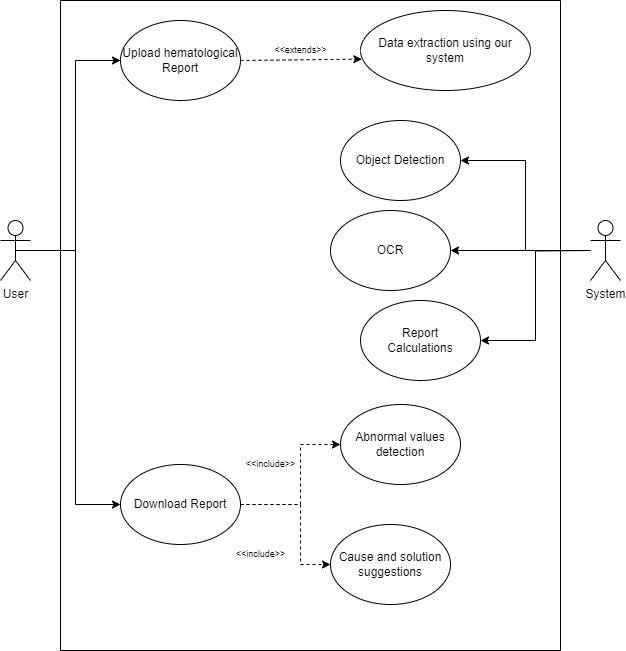 Upload hematological
Report
<<extends>>
Data extraction using our
system
Object Detection
OCR
User
System
Report
Calculations
Abnormal values
detection
<<include>>
Download Report
<<include>>
Cause and solution
suggestions